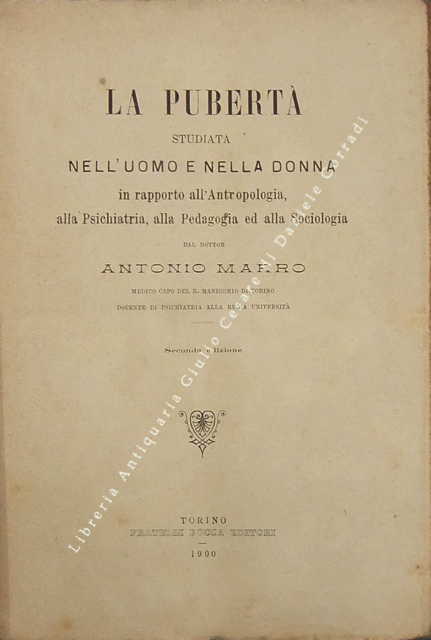 LA PUBERTÀ
STUDIATA
NELL'UOMO E NELLA DONNA
in rapporto all'Antropologia,
alla Psichiatria, alla Pedagogia ed alla Sociologia
DAL DOTTOR
ANTONIO MARRO
MEDICO CAPO DEL R. MANICOMIO DI TORINO
DOCENTE DI PSICHIATRIA ALLA REGIA UNIVERSITÀ
Seconda edizione
TORINO
FRATELLI BOCCA EDITORI
1900
Libreria Antiquaria Giulio Cesare di Daniele Corradi